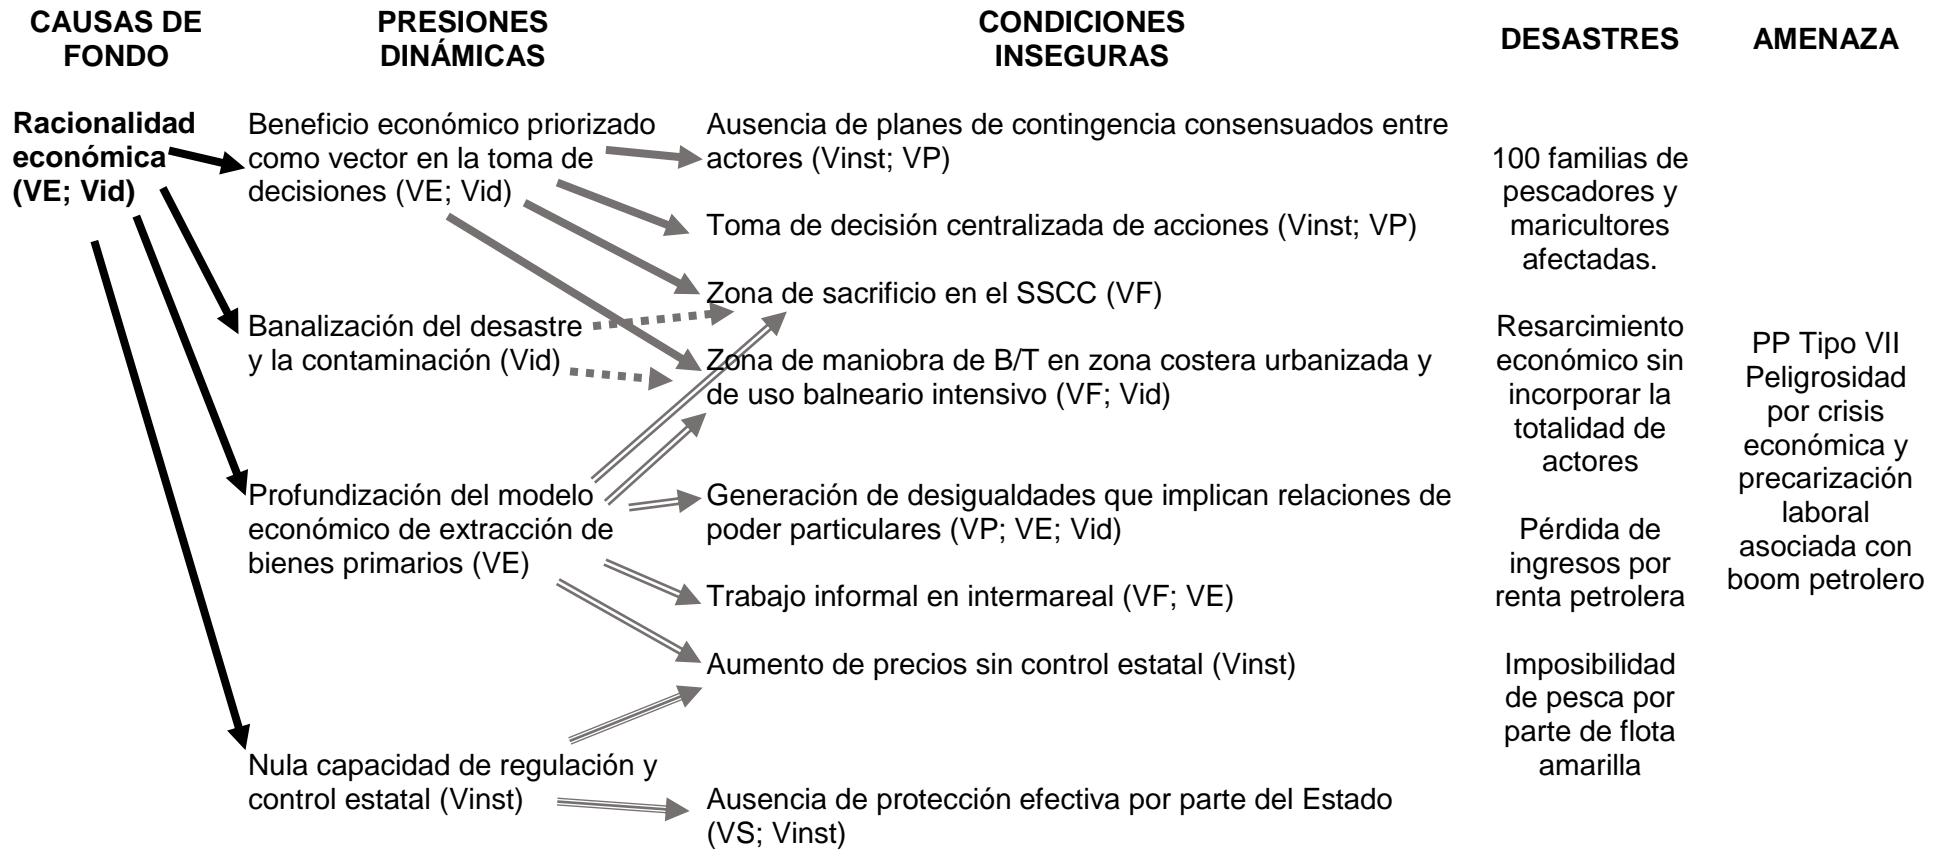 CAUSAS DE
FONDO
PRESIONES
DINÁMICAS
CONDICIONES
INSEGURAS
DESASTRES
AMENAZA
Racionalidad
económica
(VE; Vid)
Beneficio económico priorizado
como vector en la toma de
decisiones (VE; Vid)
Banalización del desastre
y la contaminación (Vid)
Profundización del modelo
económico de extracción de
bienes primarios (VE)
Nula capacidad de regulación y
control estatal (Vinst)
Ausencia de planes de contingencia consensuados entre
actores (Vinst; VP)
Toma de decisión centralizada de acciones (Vinst; VP)
Zona de sacrificio en el SSCC (VF)
Zona de maniobra de B/T en zona costera urbanizada y
de uso balneario intensivo (VF; Vid)
Generación de desigualdades que implican relaciones de
poder particulares (VP; VE; Vid)
Trabajo informal en intermareal (VF; VE)
Aumento de precios sin control estatal (Vinst)
Ausencia de protección efectiva por parte del Estado
(VS; Vinst)
100 familias de
pescadores y
maricultores
afectadas.
Resarcimiento
económico sin
incorporar la
totalidad de
actores
Pérdida de
ingresos por
renta petrolera
Imposibilidad
de pesca por
parte de flota
amarilla
PP Tipo VII
Peligrosidad
por crisis
económica y
precarización
laboral
asociada con
boom petrolero